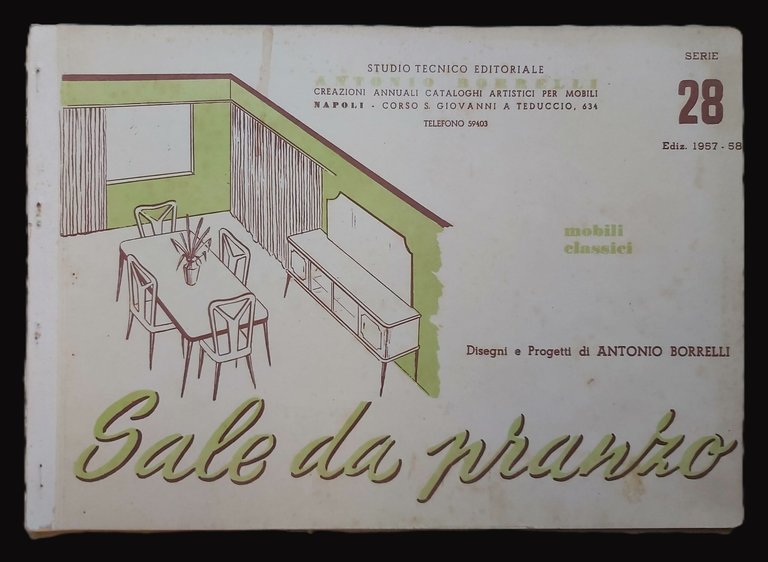 STUDIO TECNICO EDITORIALE
ANTONIO BORRELLI
CREAZIONI ANNUALI CATALOGHI ARTISTICI PER MOBILI
NAPOLI - CORSO S. GIOVANNI A TEDUCCIO, 634
TELEFONO 59403
SERIE
28
Ediz. 1957 - 58
mobili
classici
Disegni e Progetti di ANTONIO BORRELLI
Sale da pranzo